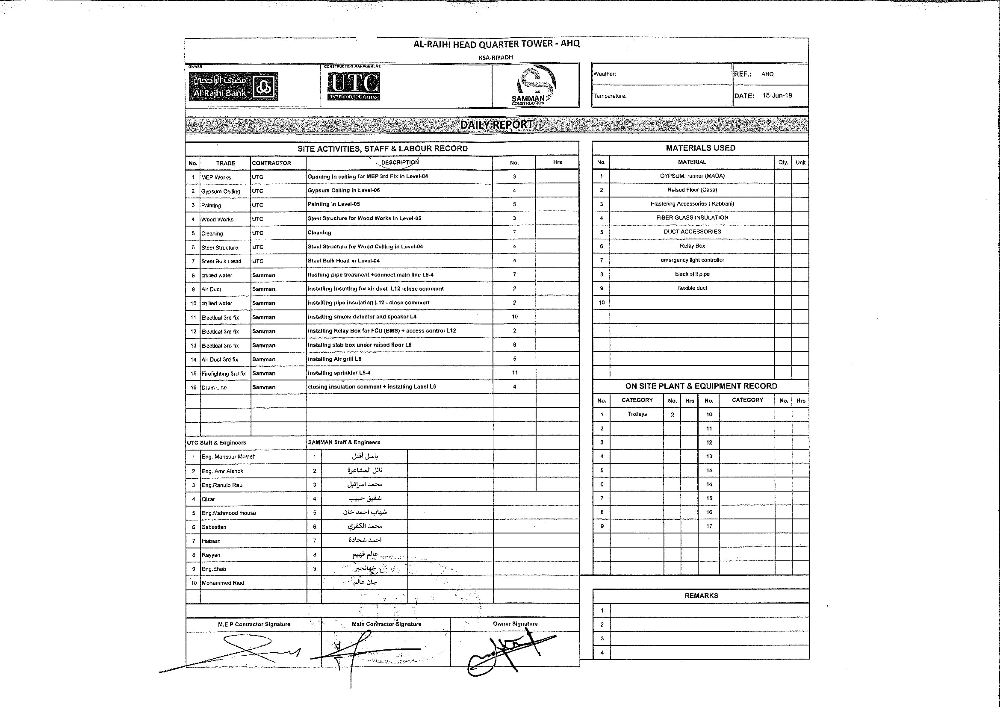 AL-RAJHI HEAD QUARTER TOWER - AHQ
KSA-RIYADH
OWNER
مصرف الراجحي
Al Rajhi Bank
CONSTRUCTION MANAGEMENT
UTC
INTERIOR SOLUTIONS
SAMMAN
CONSTRUCTION
Weather:
REF.: AHQ
Temperature:
DATE: 18-Jun-19
DAILY REPORT
SITE ACTIVITIES, STAFF & LABOUR RECORD
No. TRADE CONTRACTOR DESCRIPTION No. Hrs
1 MEP Works UTC Opening in ceiling for MEP 3rd Fix in Level-04 3
2 Gypsum Ceiling UTC Gypsum Ceiling in Level-06 4
3 Painting UTC Painting in Level-05 5
4 Wood Works UTC Steel Structure for Wood Works in Level-05 3
5 Cleaning UTC Cleaning 7
6 Steel Structure UTC Steel Structure for Wood Ceiling in Level-04 4
7 Steel Bulk Head UTC Steel Bulk Head in Level-04 4
8 chilled water Samman flushing pipe treatment +connect main line L5-4 7
9 Air Duct Samman installing insulting for air duct L12 -close comment 2
10 chilled water Samman installing pipe insulation L12 - close comment 2
11 Electical 3rd fix Samman installing smoke detector and speaker L4 10
12 Electical 3rd fix Samman installing Relay Box for FCU (BMS) + access control L12 2
13 Electical 3rd fix Samman Installng slab box under raised floor L6 6
14 Air Duct 3rd fix Samman installing Air grill L6 5
15 Firefighting 3rd fix Samman installing sprinkler L5-4 11
16 Drain Line Samman closing insulation comment + installing Label L6 4
UTC Staff & Engineers SAMMAN Staff & Engineers
1 Eng. Mansour Mosleh 1 باسل أفتل
2 Eng. Amr Alshok 2 نائل المشاعرة
3 Eng.Ranulo Raul 3 محمد اسرائيل
4 Qizar 4 شفيق حبيب
5 Eng.Mahmood mousa 5 شهاب احمد خان
6 Sabestian 6 محمد الكفري
7 Haisam 7 احمد شحادة
8 Rayyan 8 عالم فهيم
9 Eng.Ehab 9 جهانجير
10 Mohammed Riad جان عالم
M.E.P Contractor Signature Main Contractor Signature Owner Signature
MATERIALS USED
No. MATERIAL Qty. Unit
1 GYPSUM: runner (MADA)
2 Raised Floor (Casa)
3 Plastering Accessories ( Kabbani)
4 FIBER GLASS INSULATION
5 DUCT ACCESSORIES
6 Relay Box
7 emergency light controller
8 black still pipe
9 flexible duct
10
ON SITE PLANT & EQUIPMENT RECORD
No. CATEGORY No. Hrs No. CATEGORY No. Hrs
1 Trolleys 2 10
2 11
3 12
4 13
5 14
6 14
7 15
8 16
9 17
REMARKS
1
2
3
4